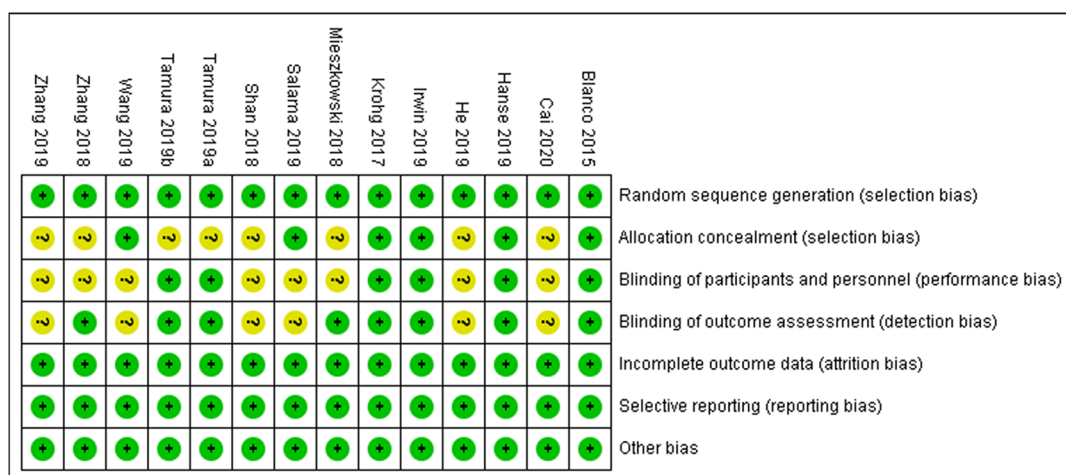 Zhang 2019
Zhang 2018
Wang 2019
Tamura 2019b
Tamura 2019a
Shan 2018
Salama 2019
Mieszkowski 2018
Krohg 2017
Irwin 2019
He 2019
Hanse 2019
Cai 2020
Blanco 2015
+ + + + + + + + + + + + + + Random sequence generation (selection bias)
? ? + ? ? ? + ? + + ? + ? + Allocation concealment (selection bias)
? ? ? + + ? ? ? + + ? + ? + Blinding of participants and personnel (performance bias)
? + ? + + ? ? + + + ? + ? + Blinding of outcome assessment (detection bias)
+ + + + + + + + + + + + + + Incomplete outcome data (attrition bias)
+ + + + + + + + + + + + + + Selective reporting (reporting bias)
+ + + + + + + + + + + + + + Other bias